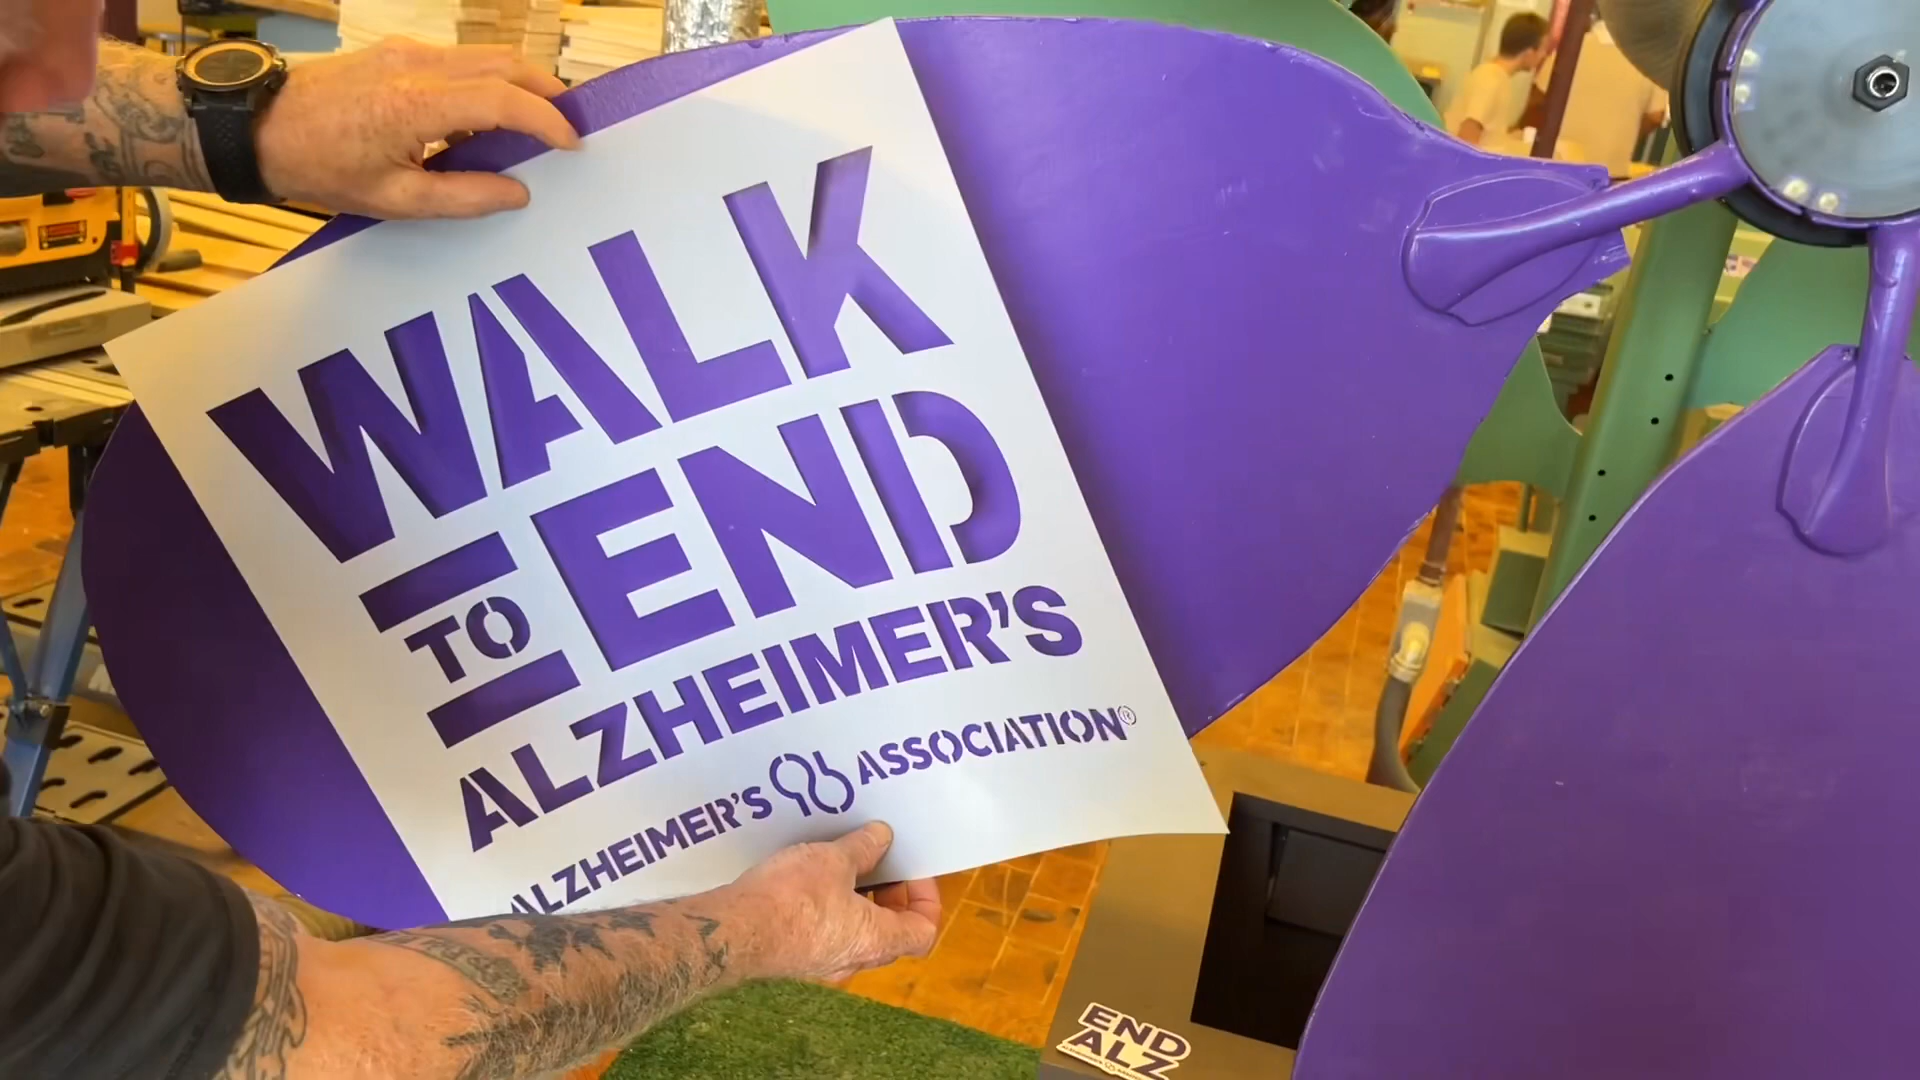 WALK
TO END
ALZHEIMER'S
ALZHEIMER'S ASSOCIATION®
END
ALZ